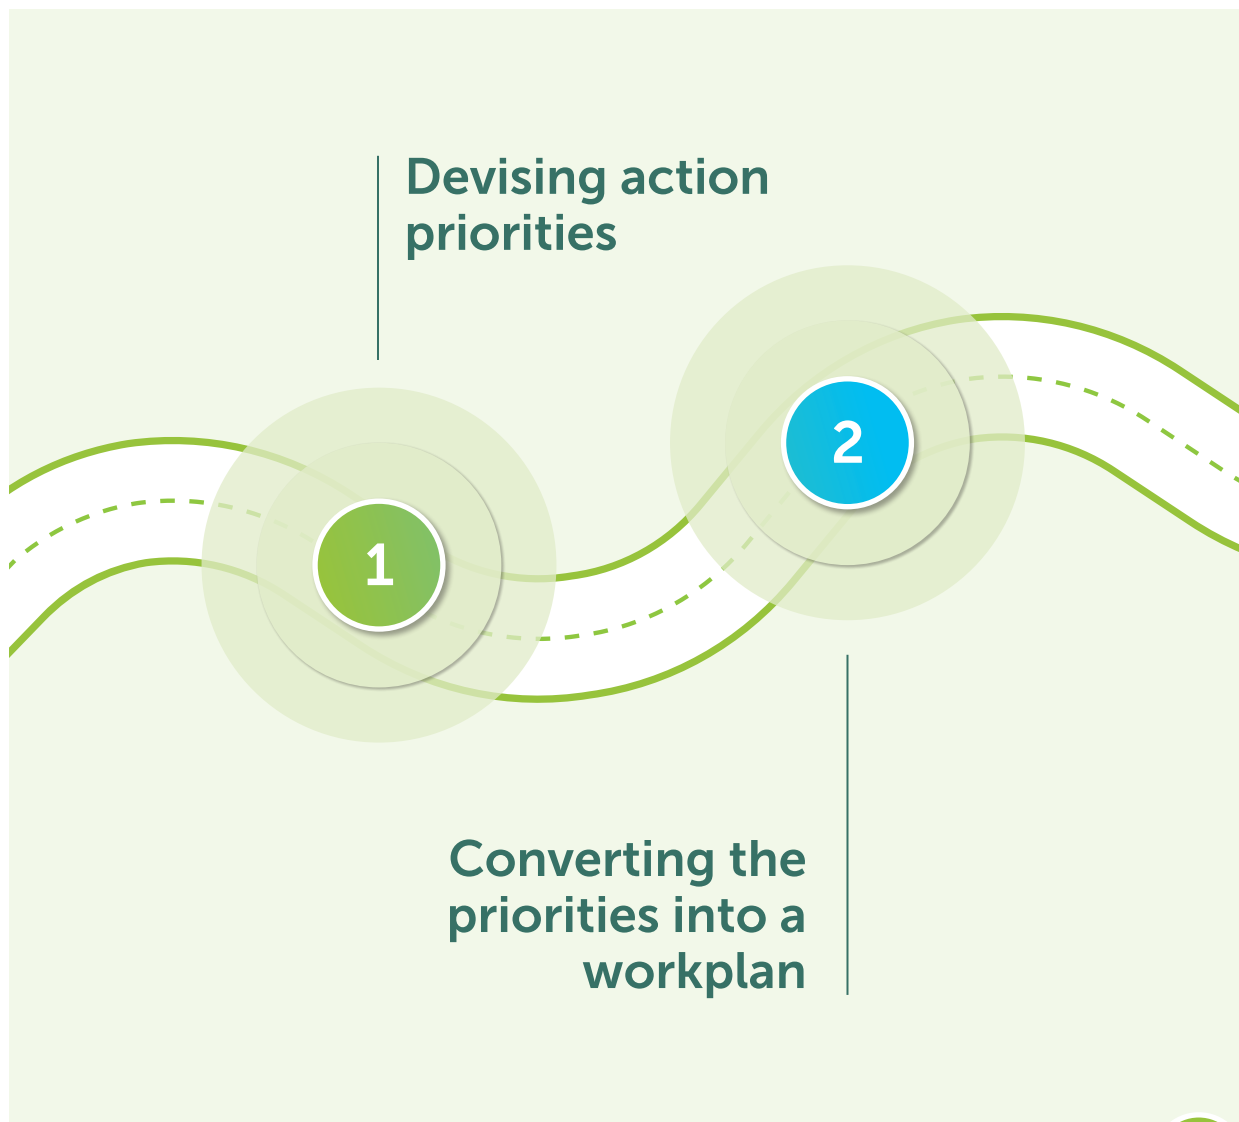 Devising action
priorities
1
2
Converting the
priorities into a
workplan